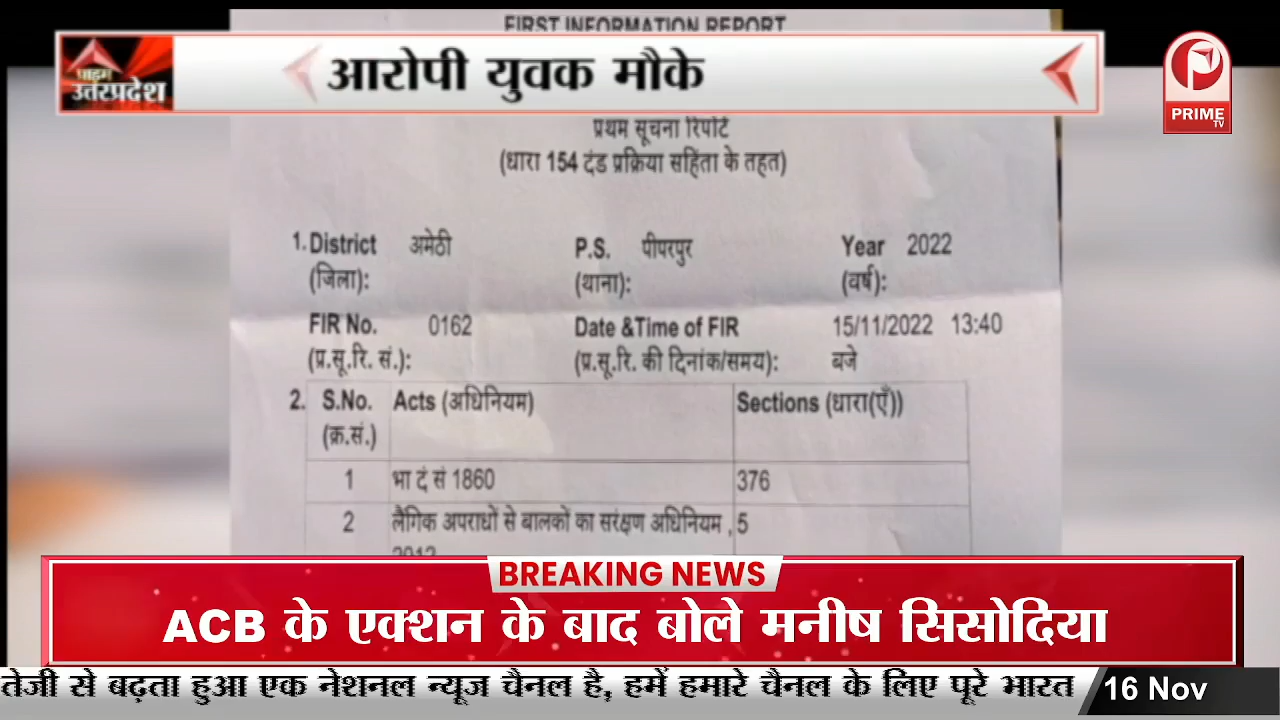 FIRST INFORMATION REPORT
प्राइम
उत्तरप्रदेश
आरोपी युवक मौके
PRIME
TV
प्रथम सूचना रिपोर्ट
(धारा 154 दंड प्रक्रिया सहिंता के तहत)
1. District अमेठी P.S. पीपरपुर Year 2022
(जिला): (थाना): (वर्ष):
FIR No. 0162 Date &Time of FIR 15/11/2022 13:40
(प्र.सू.रि. सं.): (प्र.सू.रि. की दिनांक/समय): बजे
2. S.No. Acts (अधिनियम) Sections (धारा(एँ))
(क्र.सं.)
1 भा दं सं 1860 376
2 लैंगिक अपराधों से बालकों का सरंक्षण अधिनियम , 5
2012
BREAKING NEWS
ACB के एक्शन के बाद बोले मनीष सिसोदिया
तेजी से बढ़ता हुआ एक नेशनल न्यूज चैनल है, हमें हमारे चैनल के लिए पूरे भारत 16 Nov